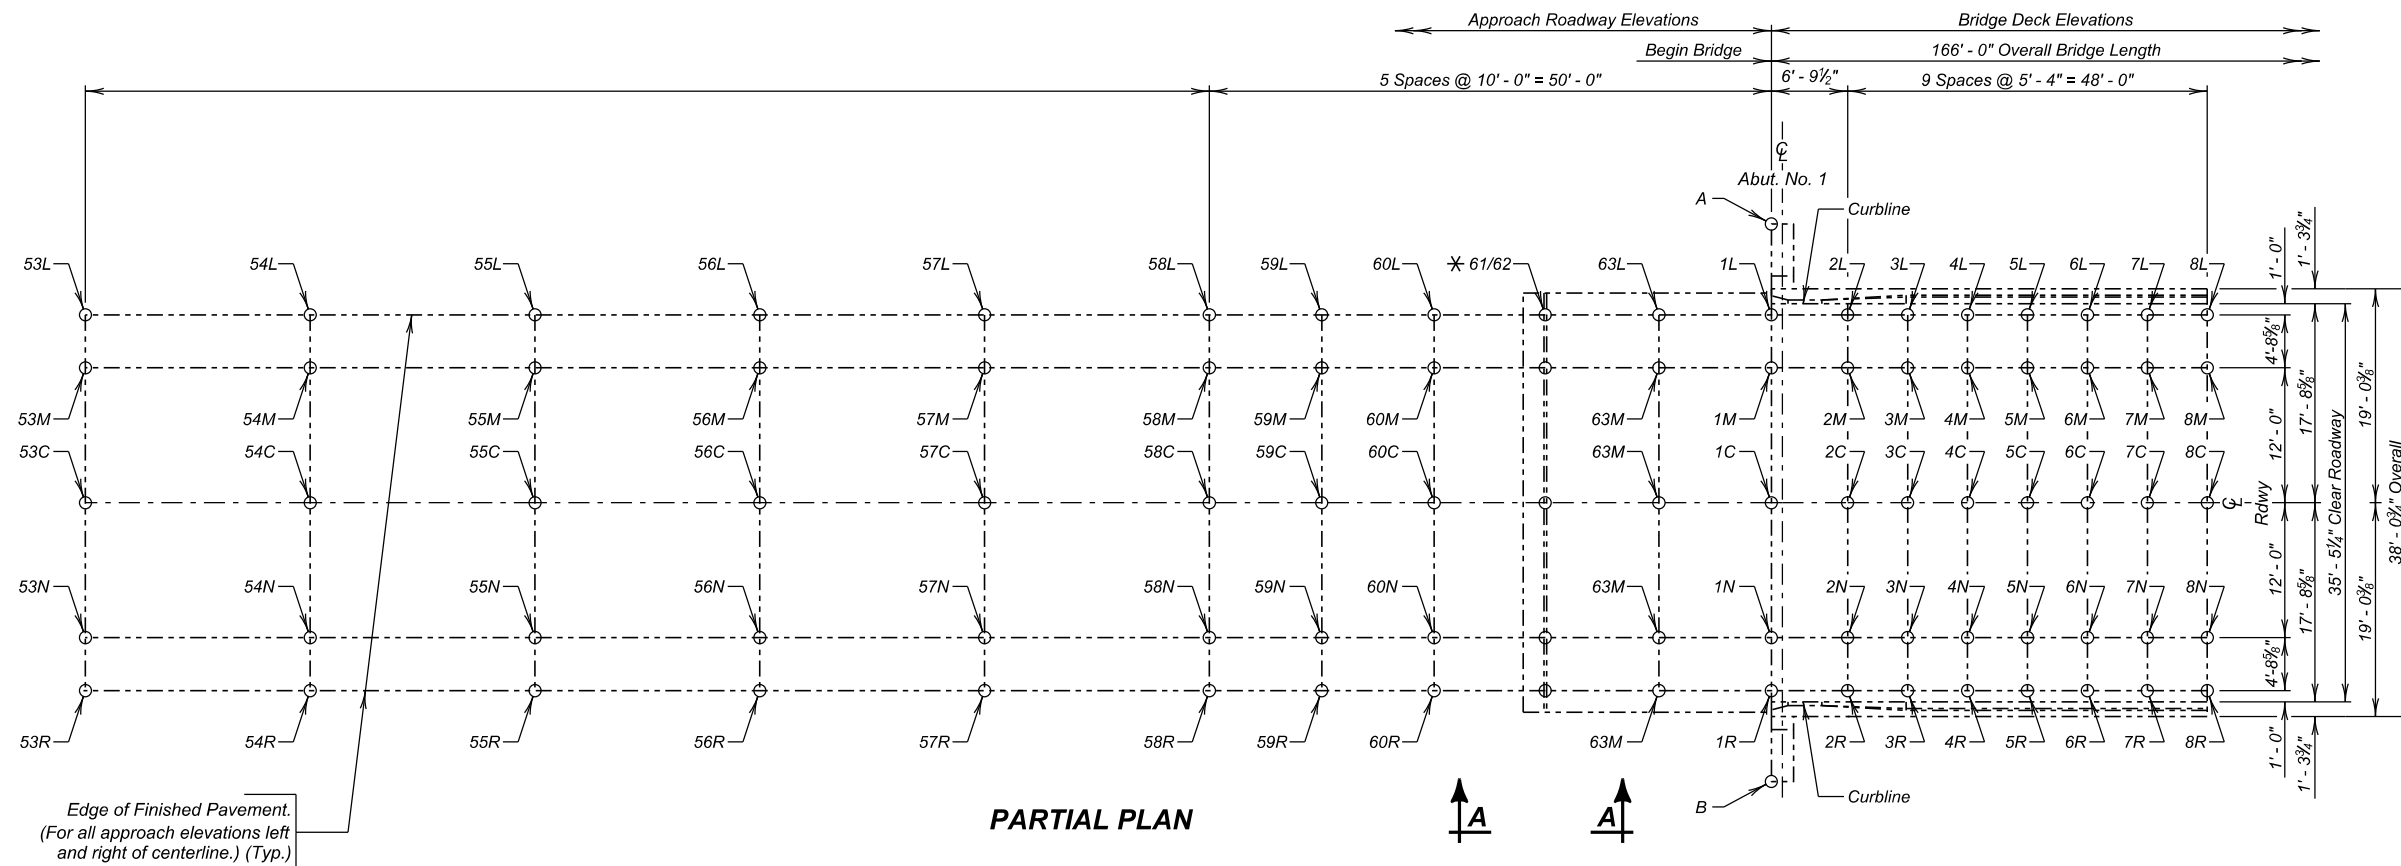 Approach Roadway Elevations
Bridge Deck Elevations
Begin Bridge
166' - 0" Overall Bridge Length
5 Spaces @ 10' - 0" = 50' - 0"
6' - 9½"
9 Spaces @ 5' - 4" = 48' - 0"
℄
Abut. No. 1
A
Curbline
53L 54L 55L 56L 57L 58L 59L 60L * 61/62 63L 1L 2L 3L 4L 5L 6L 7L 8L
53M 54M 55M 56M 57M 58M 59M 60M 63M 1M 2M 3M 4M 5M 6M 7M 8M
53C 54C 55C 56C 57C 58C 59C 60C 63M 1C 2C 3C 4C 5C 6C 7C 8C
℄
Rdwy
53N 54N 55N 56N 57N 58N 59N 60N 63M 1N 2N 3N 4N 5N 6N 7N 8N
53R 54R 55R 56R 57R 58R 59R 60R 63M 1R 2R 3R 4R 5R 6R 7R 8R
1' - 0"
4'-8⅝"
12' - 0"
12' - 0"
4'-8⅝"
1' - 0"
1' - 3¾"
17' - 8⅝"
17' - 8⅝"
1' - 3¾"
35' - 5¼" Clear Roadway
19' - 0⅜"
19' - 0⅜"
38' - 0¾" Overall
B
Curbline
Edge of Finished Pavement.
(For all approach elevations left
and right of centerline.) (Typ.)
PARTIAL PLAN
A
A